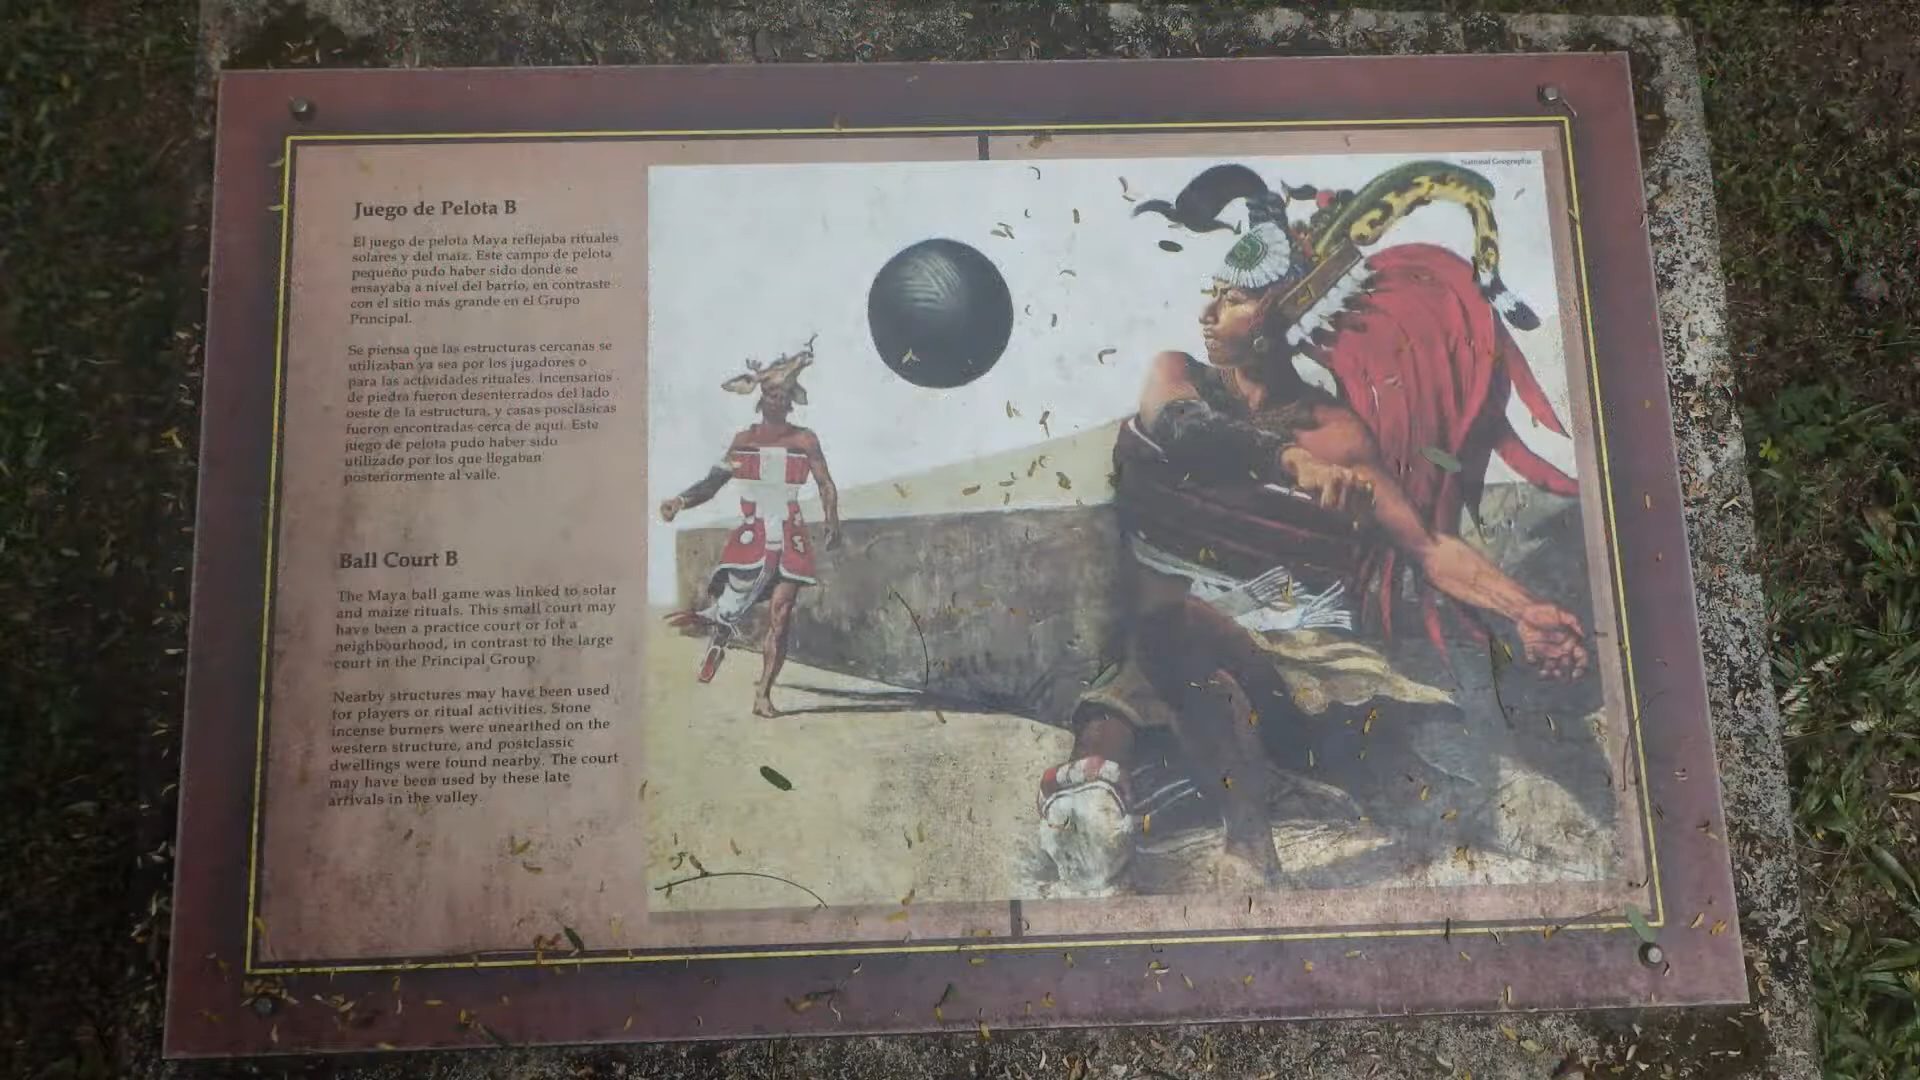 National Geographic
Juego de Pelota B
El juego de pelota Maya reflejaba rituales
solares y del maíz. Este campo de pelota
pequeño pudo haber sido donde se
ensayaba a nivel del barrio, en contraste
con el sitio más grande en el Grupo
Principal.
Se piensa que las estructuras cercanas se
utilizaban ya sea por los jugadores o
para las actividades rituales. Incensarios
de piedra fueron desenterrados del lado
oeste de la estructura, y casas posclásicas
fueron encontradas cerca de aquí. Este
juego de pelota pudo haber sido
utilizado por los que llegaban
posteriormente al valle.
Ball Court B
The Maya ball game was linked to solar
and maize rituals. This small court may
have been a practice court or for a
neighbourhood, in contrast to the large
court in the Principal Group.
Nearby structures may have been used
for players or ritual activities. Stone
incense burners were unearthed on the
western structure, and postclassic
dwellings were found nearby. The court
may have been used by these late
arrivals in the valley.